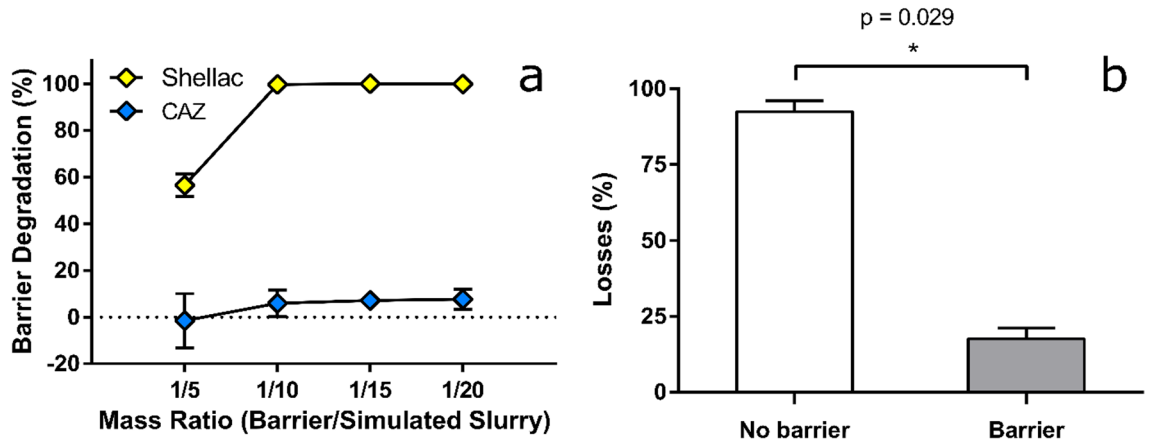 Shellac
CAZ
a
Barrier Degradation (%)
100
80
60
40
20
0
-20
1/5 1/10 1/15 1/20
Mass Ratio (Barrier/Simulated Slurry)
p = 0.029
*
b
Losses (%)
100
75
50
25
0
No barrier Barrier